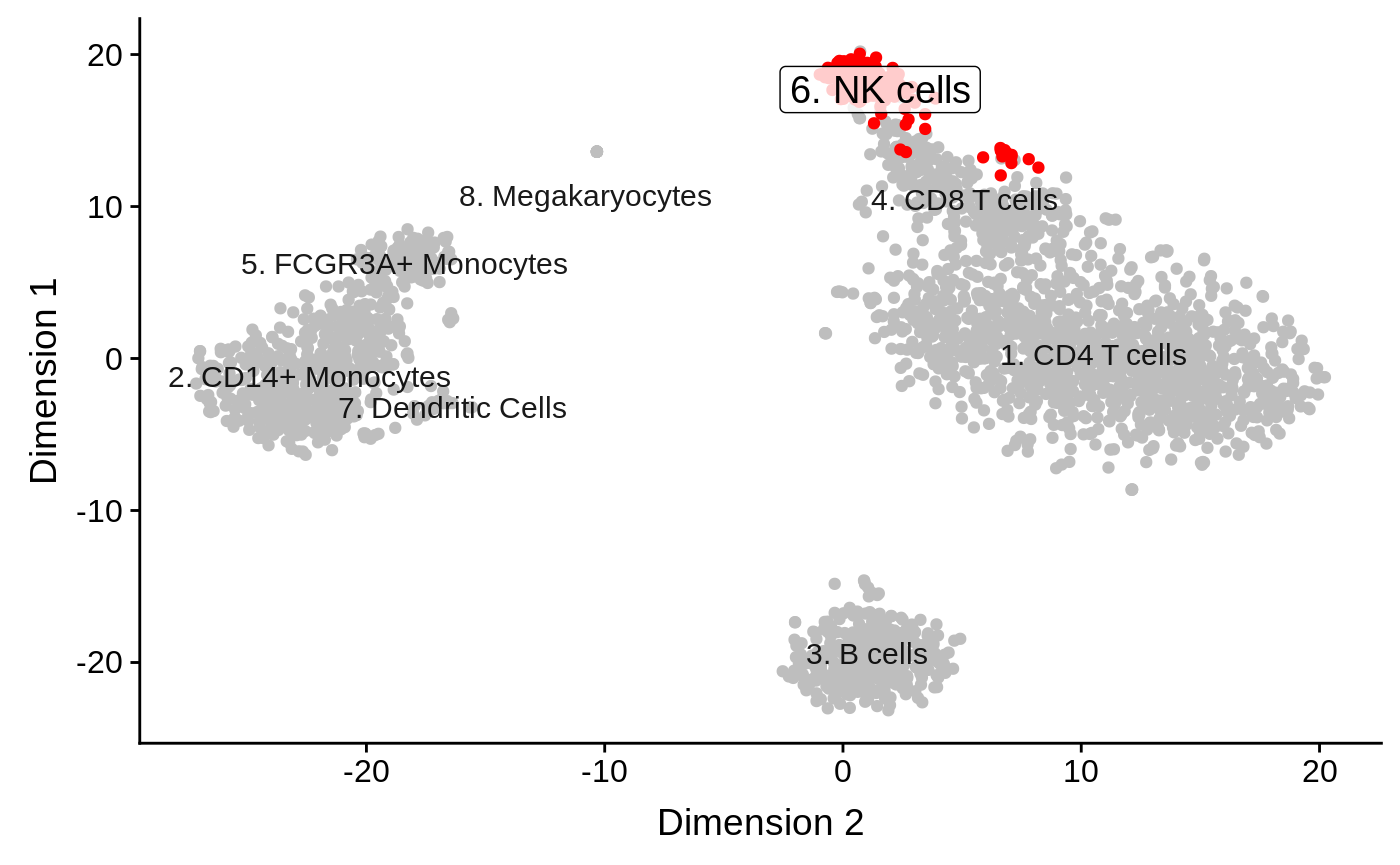 20
6. NK cells
8. Megakaryocytes
10
4. CD8 T cells
5. FCGR3A+ Monocytes
Dimension 1
0
1. CD4 T cells
2. CD14+ Monocytes
7. Dendritic Cells
-10
3. B cells
-20
-20 -10 0 10 20
Dimension 2